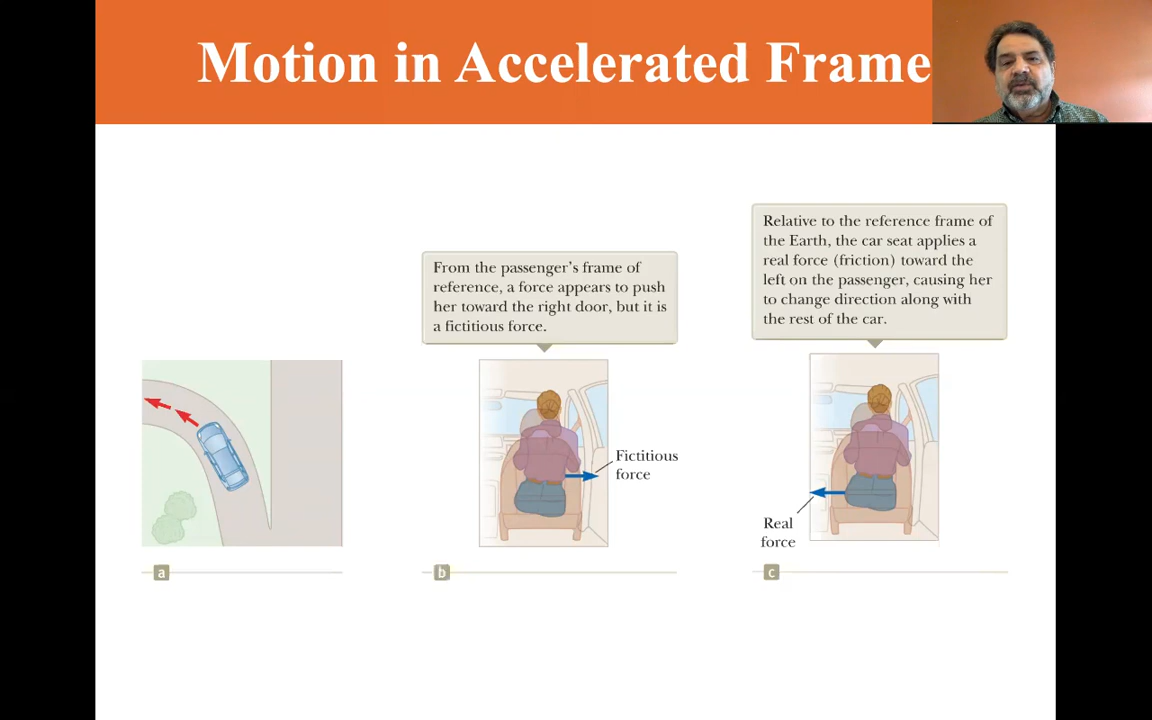 Motion in Accelerated Frame
From the passenger's frame of
reference, a force appears to push
her toward the right door, but it is
a fictitious force.
Relative to the reference frame of
the Earth, the car seat applies a
real force (friction) toward the
left on the passenger, causing her
to change direction along with
the rest of the car.
Fictitious
force
Real
force
a
b
c